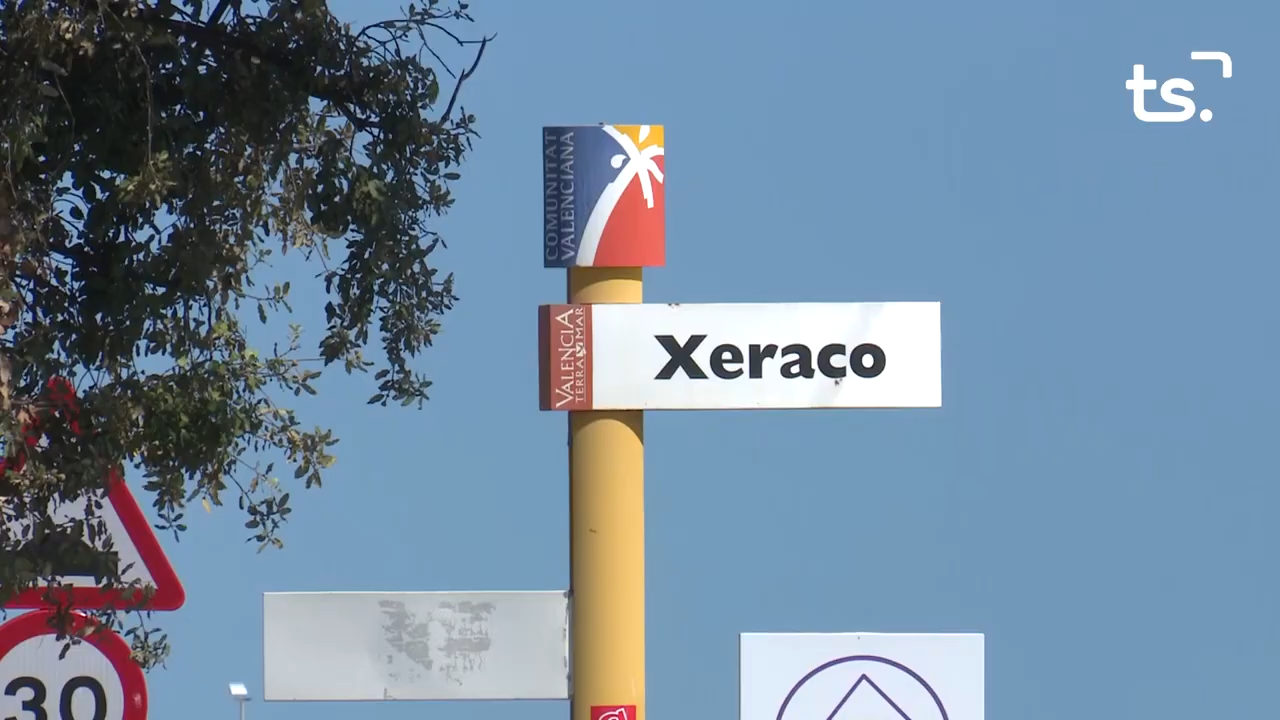 ts.
COMUNITAT
VALENCIANA
Xeraco
VALENCIA
TERRA I MAR
30